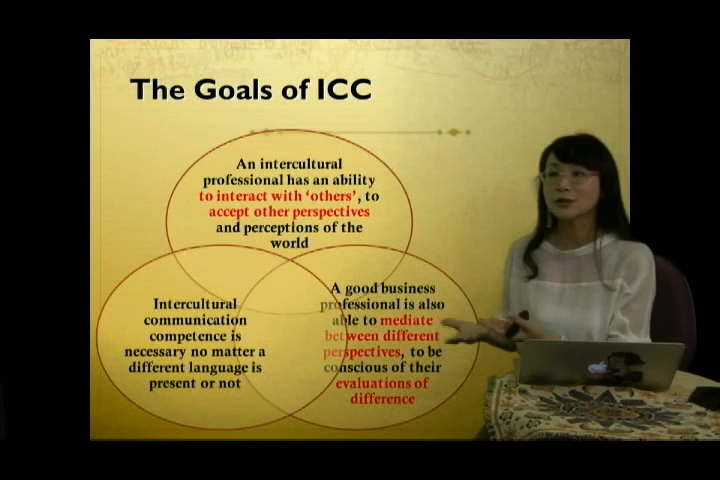 The Goals of ICC
An intercultural
professional has an ability
to interact with 'others', to
accept other perspectives
and perceptions of the
world
Intercultural
communication
competence is
necessary no matter a
different language is
present or not
A good business
professional is also
able to mediate
between different
perspectives, to be
conscious of their
evaluations of
difference